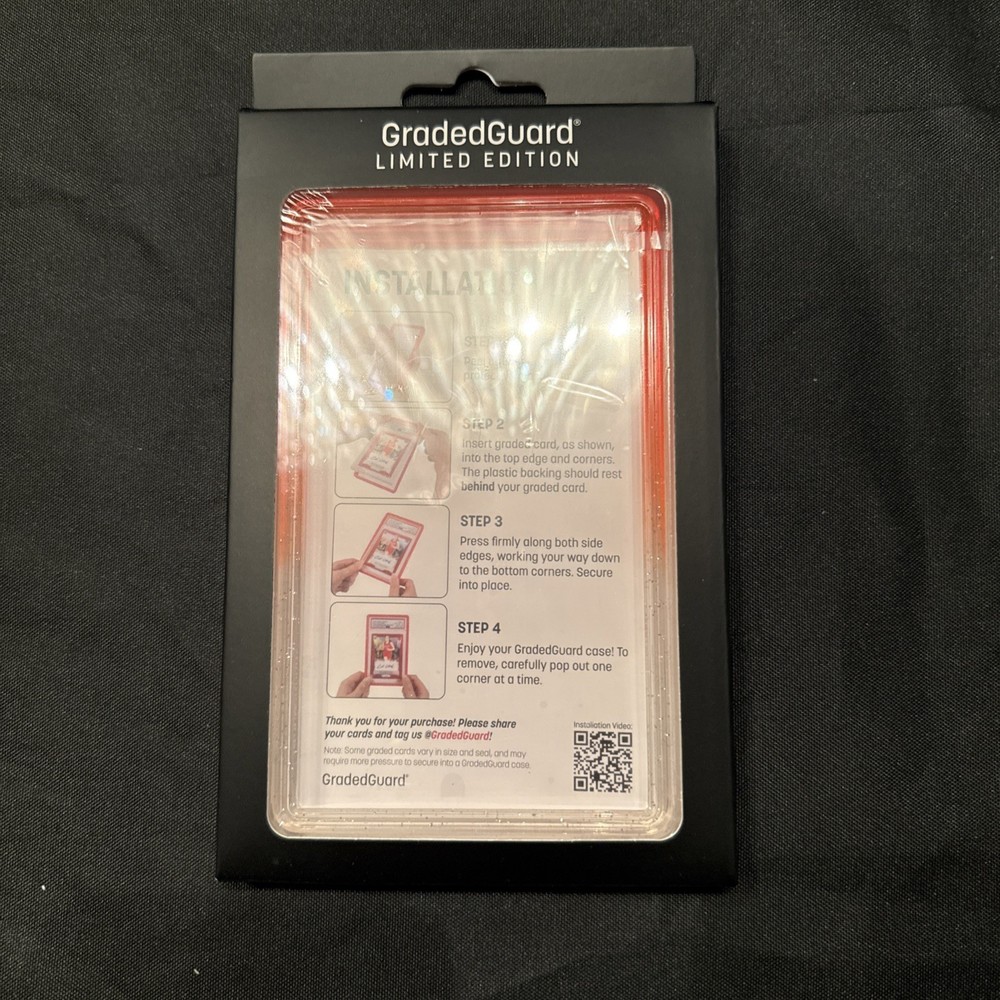 GradedGuard®
LIMITED EDITION
INSTALLATION
STEP
STEP 2
Insert graded card, as shown,
into the top edge and corners.
The plastic backing should rest
behind your graded card.
STEP 3
Press firmly along both side
edges, working your way down
to the bottom corners. Secure
into place.
STEP 4
Enjoy your GradedGuard case! To
remove, carefully pop out one
corner at a time.
Thank you for your purchase! Please share
your cards and tag us @GradedGuard!
Note: Some graded cards vary in size and seal, and may
require more pressure to secure into a GradedGuard case.
GradedGuard®
Installation Video: